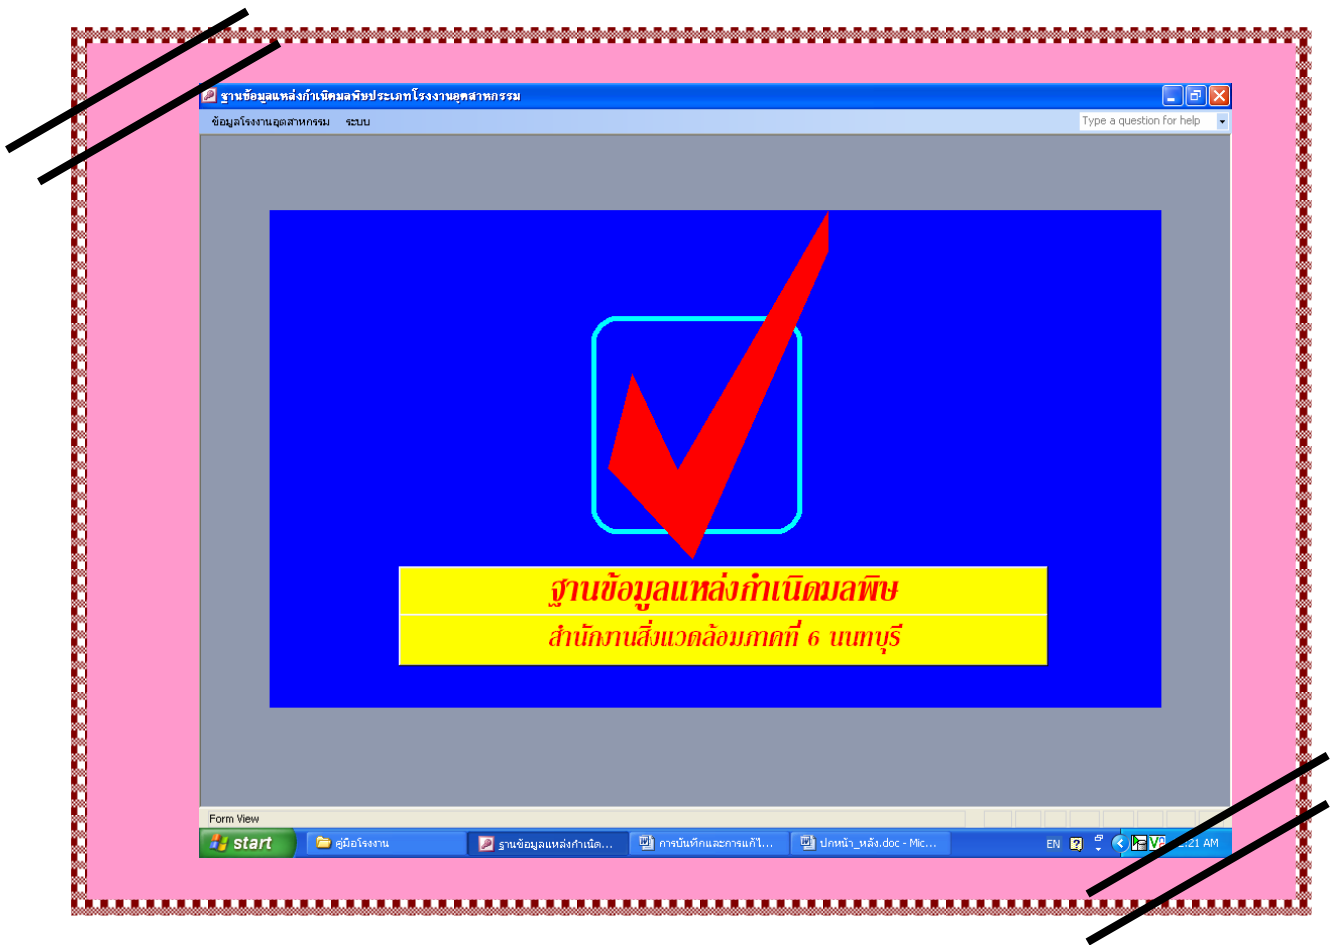 ฐานข้อมูลแหล่งกำเนิดมลพิษประเภทโรงงานอุตสาหกรรม
ข้อมูลโรงงานอุตสาหกรรม ระบบ Type a question for help
ฐานข้อมูลแหล่งกำเนิดมลพิษ
สำนักงานสิ่งแวดล้อมภาคที่ 6 นนทบุรี
Form View
start คู่มือโรงงาน ฐานข้อมูลแหล่งกำเนิด... การบันทึกและการแก้ไ... ปกหน้า_หลัง.doc - Mic... EN :21 AM